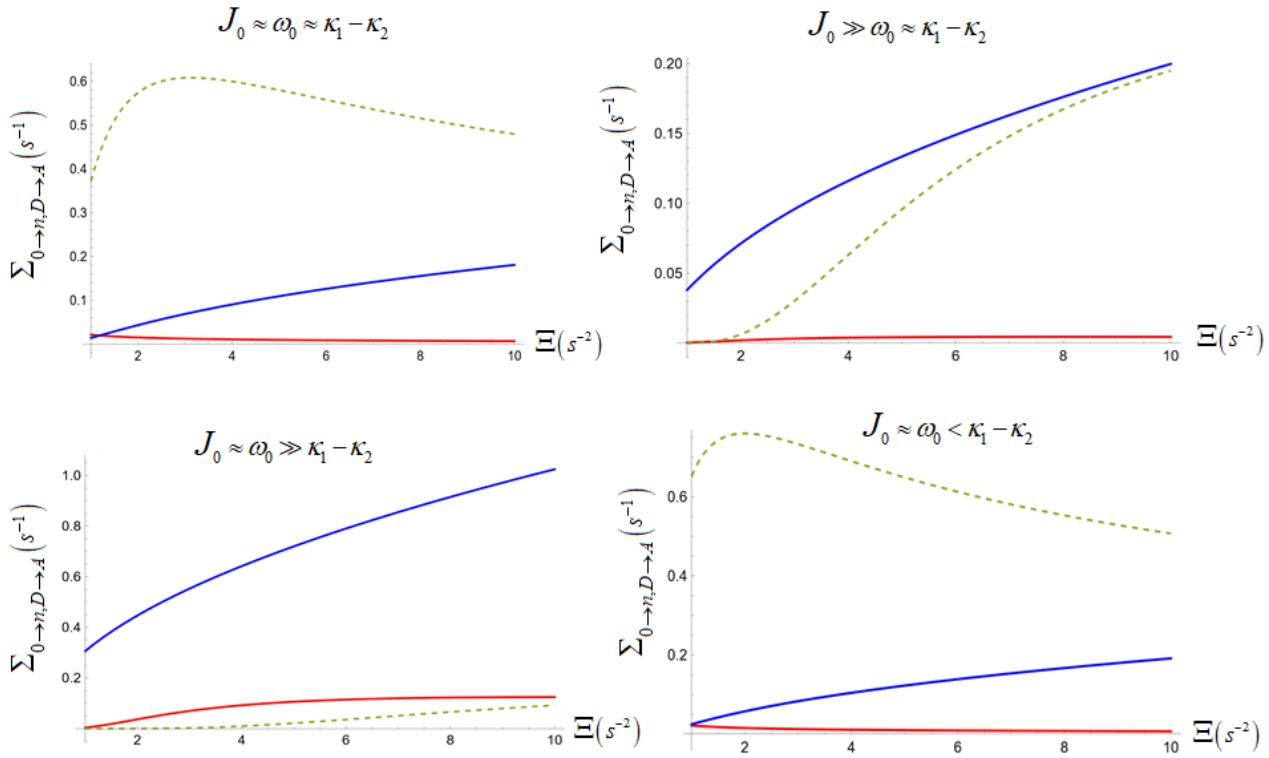 J₀ ≈ ω₀ ≈ κ₁ − κ₂
Σ₀→n,D→A (s⁻¹)
0.6
0.5
0.4
0.3
0.2
0.1
2 4 6 8 10
Ξ(s⁻²)
J₀ ≫ ω₀ ≈ κ₁ − κ₂
Σ₀→n,D→A (s⁻¹)
0.20
0.15
0.10
0.05
2 4 6 8 10
Ξ(s⁻²)
J₀ ≈ ω₀ ≫ κ₁ − κ₂
Σ₀→n,D→A (s⁻¹)
1.0
0.8
0.6
0.4
0.2
2 4 6 8 10
Ξ(s⁻²)
J₀ ≈ ω₀ < κ₁ − κ₂
Σ₀→n,D→A (s⁻¹)
0.6
0.4
0.2
2 4 6 8 10
Ξ(s⁻²)